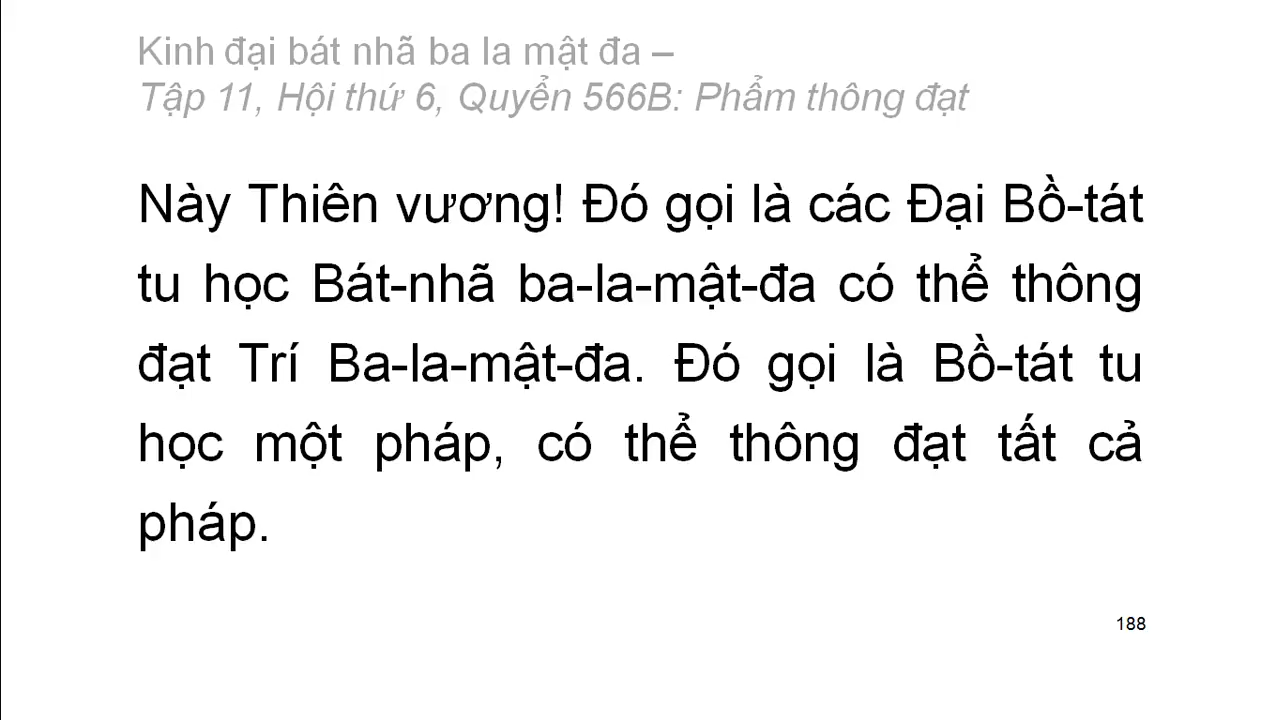 Kinh đại bát nhã ba la mật đa –
Tập 11, Hội thứ 6, Quyển 566B: Phẩm thông đạt
Này Thiên vương! Đó gọi là các Đại Bồ-tát
tu học Bát-nhã ba-la-mật-đa có thể thông
đạt Trí Ba-la-mật-đa. Đó gọi là Bồ-tát tu
học một pháp, có thể thông đạt tất cả
pháp.
188